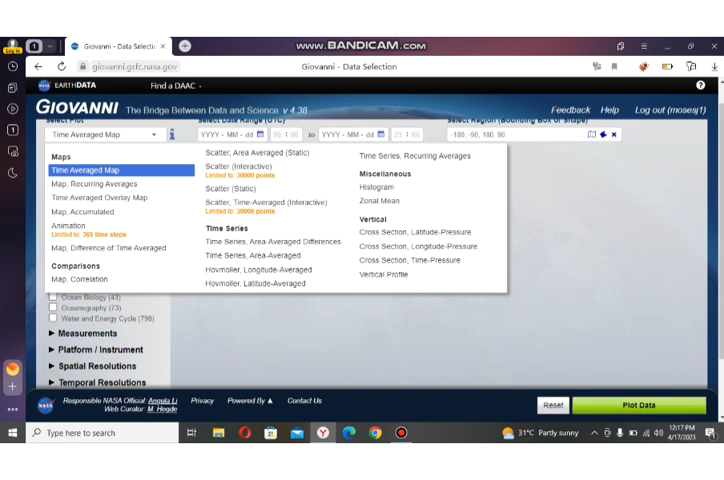 WWW.BANDICAM.COM
Log in
1
Giovanni - Data Selectio
giovanni.gsfc.nasa.gov
Giovanni - Data Selection
EARTHDATA
Find a DAAC
GIOVANNI The Bridge Between Data and Science v 4.38
Feedback Help Log out (mosesj1)
Select Plot
Select Date Range (UTC)
Select Region (Bounding Box or Shape)
Time Averaged Map
YYYY - MM - dd
00 : 00
to
YYYY - MM - dd
23 : 59
-180, -90, 180, 90
Maps
Time Averaged Map
Map, Recurring Averages
Time Averaged Overlay Map
Map, Accumulated
Animation
Limited to: 365 time steps
Map, Difference of Time Averaged
Comparisons
Map, Correlation
Scatter, Area Averaged (Static)
Scatter (Interactive)
Limited to: 30000 points
Scatter (Static)
Scatter, Time-Averaged (Interactive)
Limited to: 30000 points
Time Series
Time Series, Area-Averaged Differences
Time Series, Area-Averaged
Hovmoller, Longitude-Averaged
Hovmoller, Latitude-Averaged
Time Series, Recurring Averages
Miscellaneous
Histogram
Zonal Mean
Vertical
Cross Section, Latitude-Pressure
Cross Section, Longitude-Pressure
Cross Section, Time-Pressure
Vertical Profile
Ocean Biology (43)
Oceanography (73)
Water and Energy Cycle (798)
Measurements
Platform / Instrument
Spatial Resolutions
Temporal Resolutions
Responsible NASA Official: Angela Li
Web Curator: M. Hegde
Privacy
Powered By
Contact Us
Reset
Plot Data
Type here to search
31°C Partly sunny
12:17 PM
4/17/2023